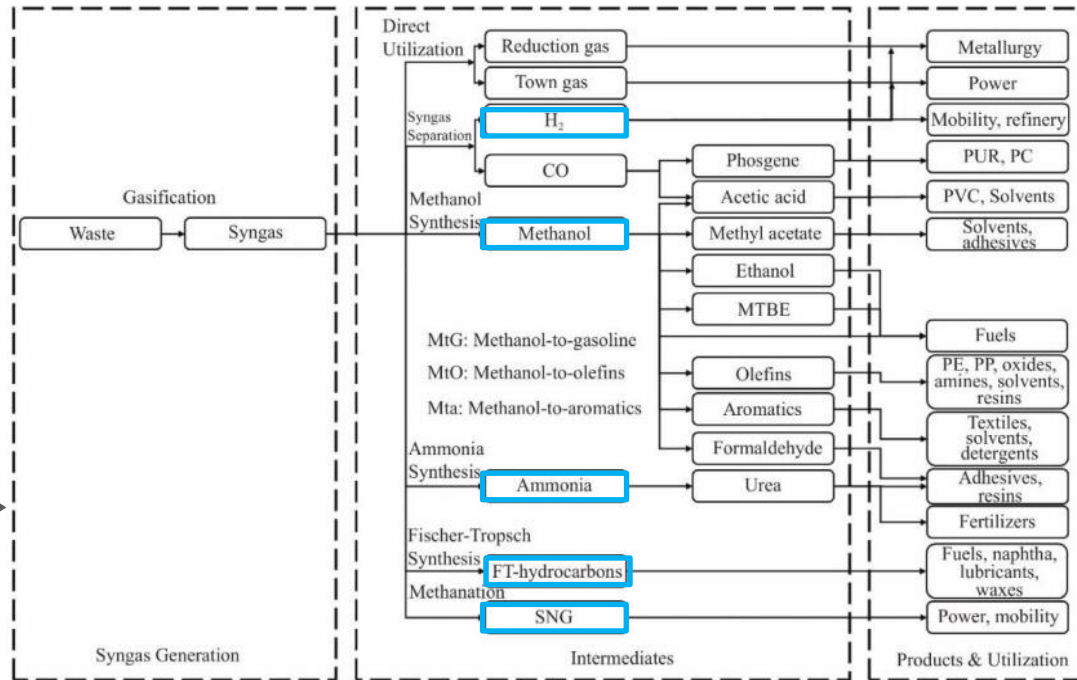 Direct
Utilization
Reduction gas
Metallurgy
Town gas
Power
Syngas
Separation
H₂
Mobility, refinery
CO
Phosgene
PUR, PC
Gasification
Methanol
Synthesis
Acetic acid
PVC, Solvents
Waste
Syngas
Methanol
Methyl acetate
Solvents,
adhesives
Ethanol
MTBE
MtG: Methanol-to-gasoline
Fuels
MtO: Methanol-to-olefins
Olefins
PE, PP, oxides,
amines, solvents,
resins
Mta: Methanol-to-aromatics
Aromatics
Textiles,
solvents,
detergents
Formaldehyde
Ammonia
Synthesis
Ammonia
Urea
Adhesives,
resins
Fertilizers
Fischer-Tropsch
Synthesis
FT-hydrocarbons
Fuels, naphtha,
lubricants,
waxes
Methanation
SNG
Power, mobility
Syngas Generation
Intermediates
Products & Utilization